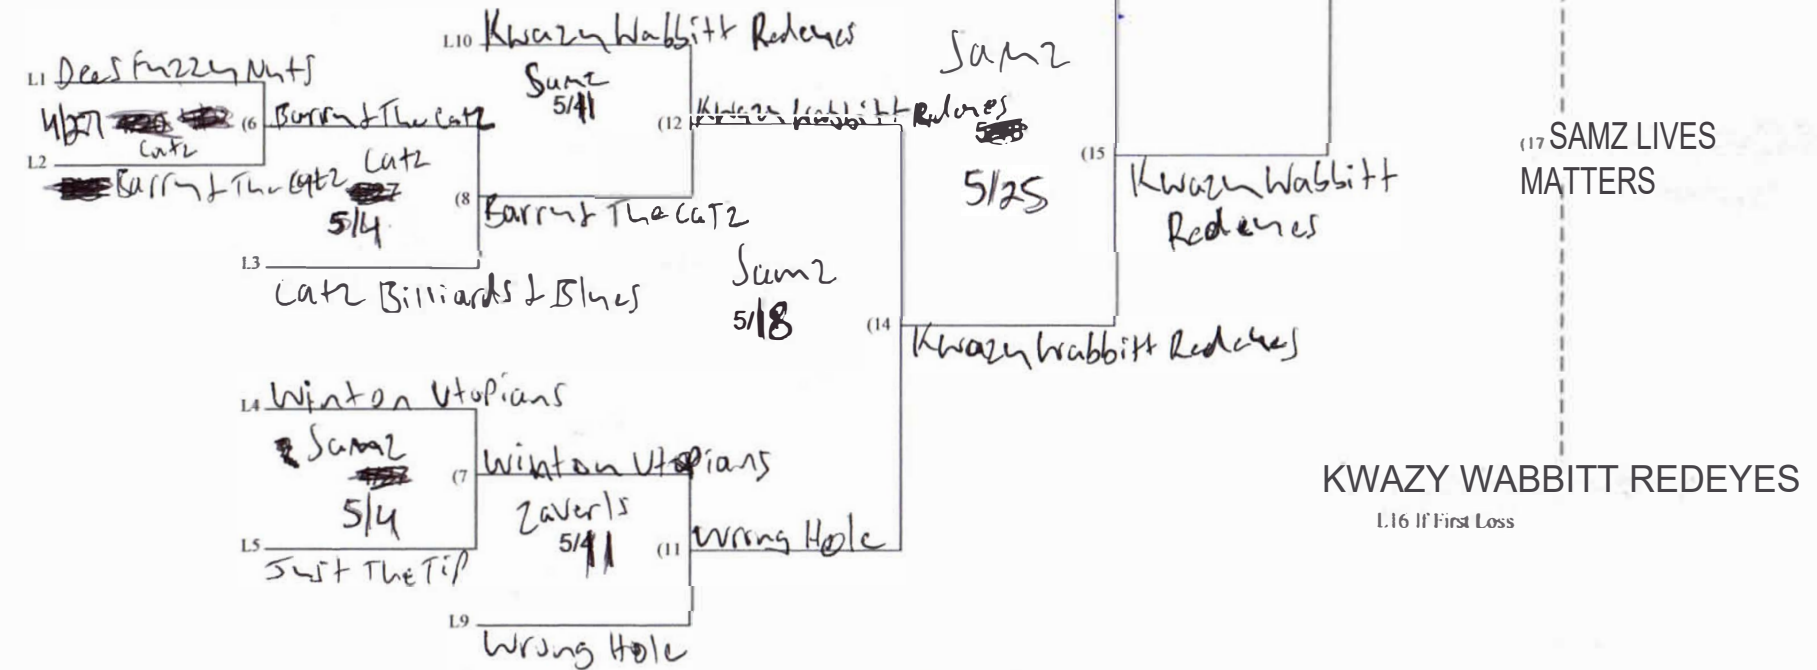 L10 Kwazy Wabbitt Redeyes
L1 Dees Fuzzy Nuts
Samz
5/11
Samz
4/27
(6 Barry & The Catz
Catz
(12 Kwazy Wabbitt Redeyes
L2
Barry & The Catz
Catz
5/4
(8
Barry & The Catz
5/25
(15
Kwazy Wabbitt
Redeyes
(17 SAMZ LIVES
MATTERS
L3
Catz Billiards & Blues
Samz
5/18
(14
Kwazy Wabbitt Redeyes
L4 Winton Utopians
Samz
5/4
(7 Winton Utopians
Zaverls
5/11
(11 Wrong Hole
L5
Just The Tip
L9
Wrong Hole
KWAZY WABBITT REDEYES
L16 If First Loss